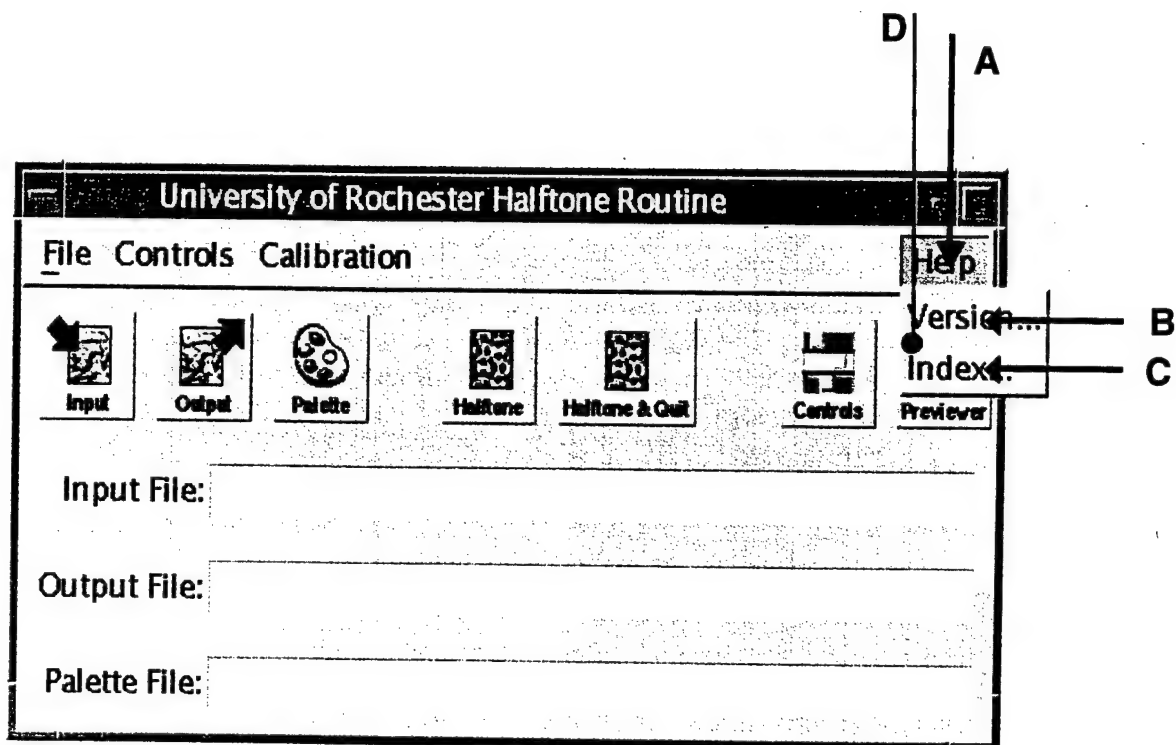 D
A
University of Rochester Halftone Routine
File Controls Calibration Help
Version... B
Index... C
Input Output Palette Halftone Halftone & Quit Controls Previewer
Input File:
Output File:
Palette File: